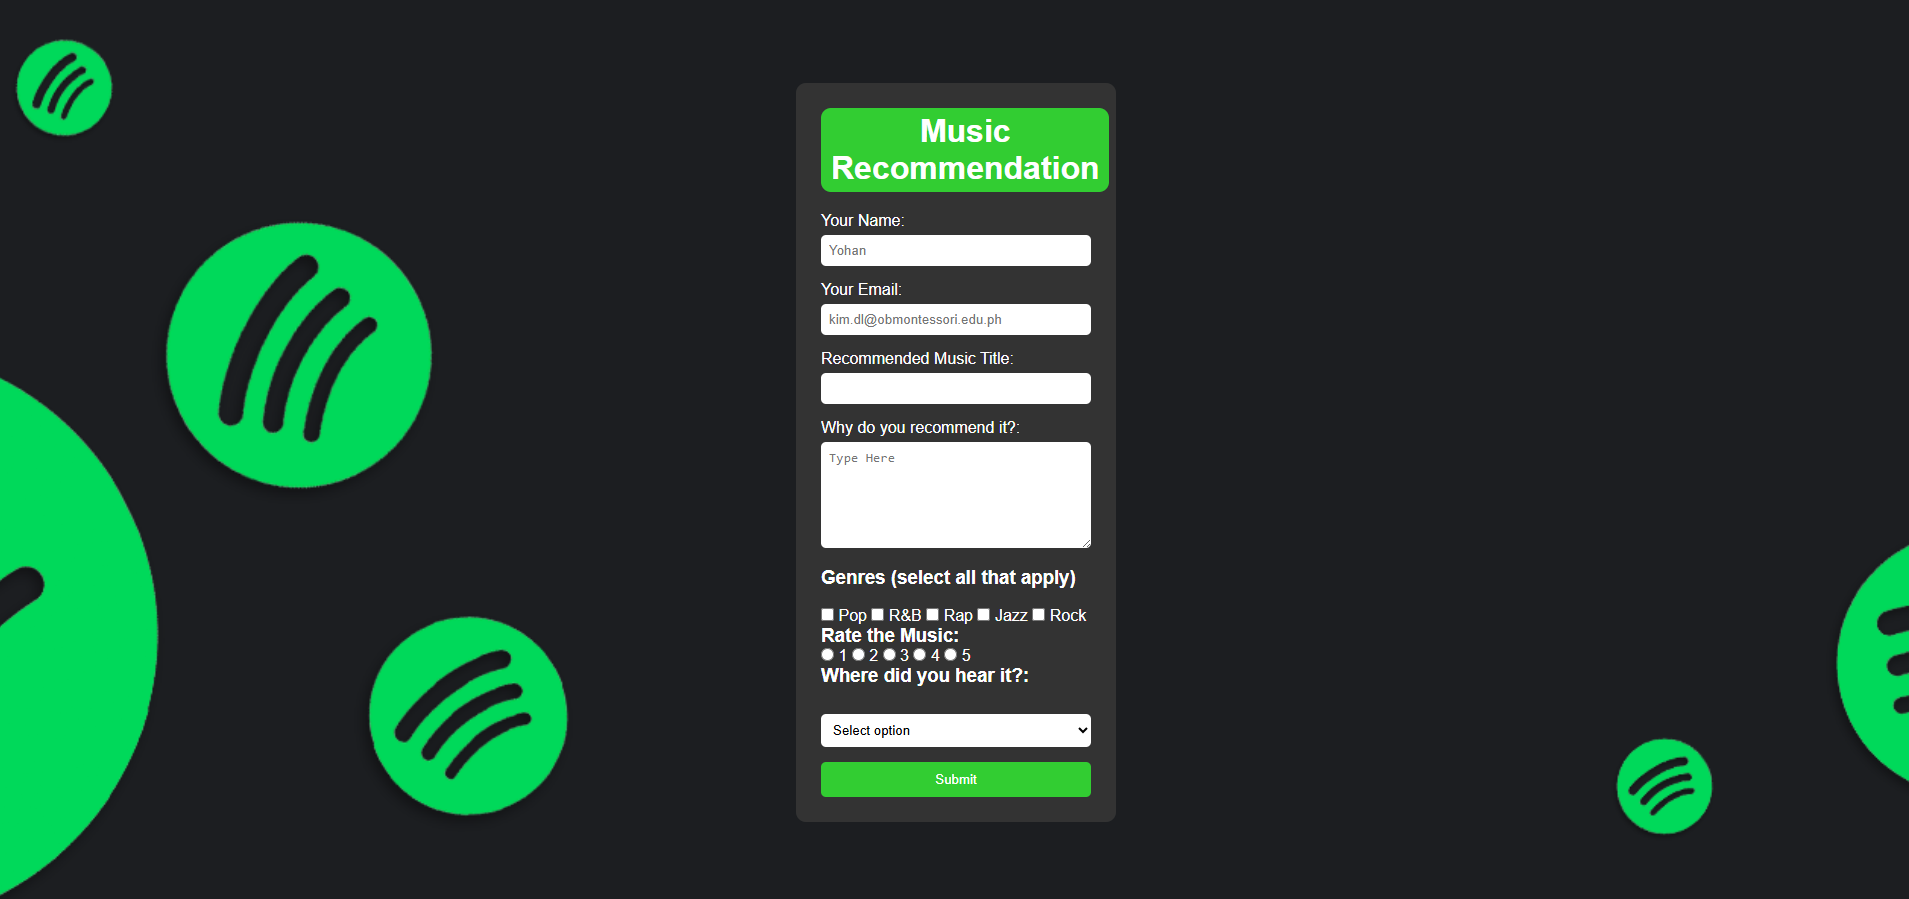 Music
Recommendation
Your Name:
Yohan
Your Email:
kim.dl@obmontessori.edu.ph
Recommended Music Title:
Why do you recommend it?:
Type Here
Genres (select all that apply)
Pop R&B Rap Jazz Rock
Rate the Music:
1 2 3 4 5
Where did you hear it?:
Select option
Submit